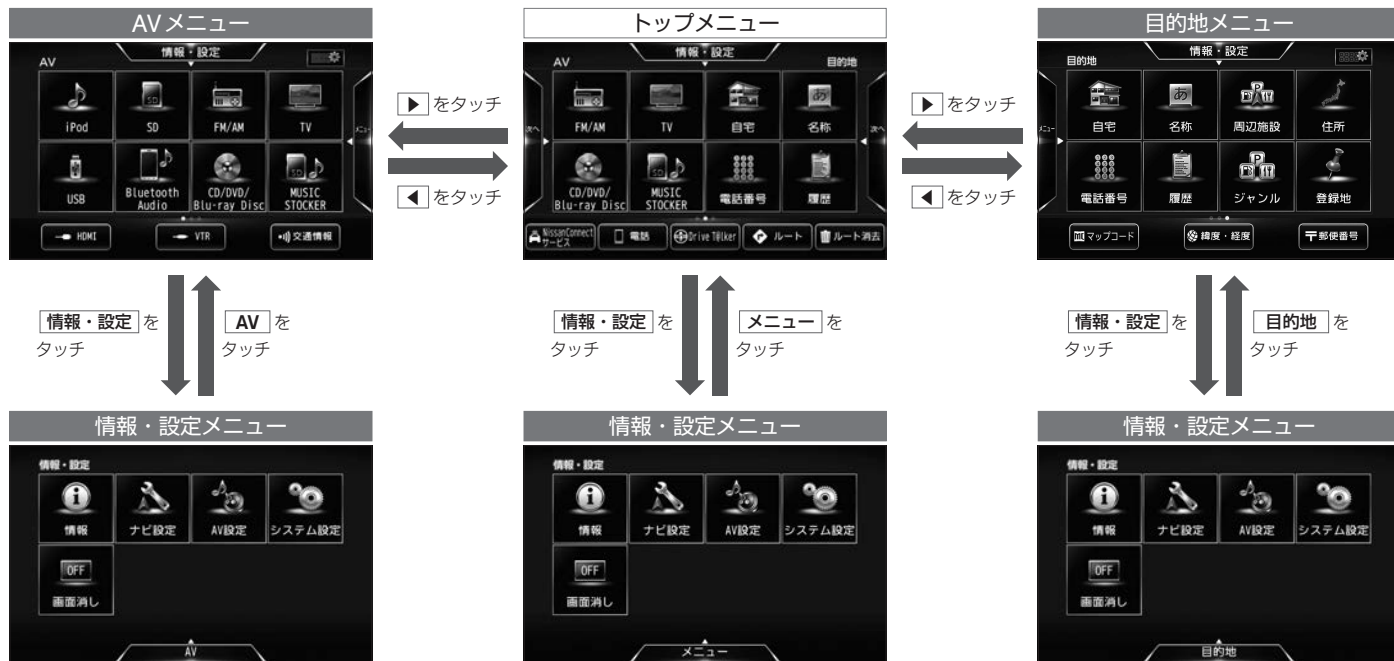 AVメニュー
トップメニュー
目的地メニュー
情報・設定
AV
iPod
SD
FM/AM
TV
メニュー
USB
Bluetooth
Audio
CD/DVD/
Blu-ray Disc
MUSIC
STOCKER
HDMI
VTR
交通情報
▶ をタッチ
◀ をタッチ
情報・設定
AV
目的地
次へ
FM/AM
TV
自宅
名称
次へ
CD/DVD/
Blu-ray Disc
MUSIC
STOCKER
電話番号
履歴
NissanConnect
サービス
電話
Drive T@lker
ルート
ルート消去
▶ をタッチ
◀ をタッチ
情報・設定
目的地
メニュー
自宅
名称
周辺施設
住所
電話番号
履歴
ジャンル
登録地
マップコード
緯度・経度
〒郵便番号
情報・設定 を
タッチ
AV を
タッチ
情報・設定 を
タッチ
メニュー を
タッチ
情報・設定 を
タッチ
目的地 を
タッチ
情報・設定メニュー
情報・設定メニュー
情報・設定メニュー
情報・設定
情報
ナビ設定
AV設定
システム設定
OFF
画面消し
AV
情報・設定
情報
ナビ設定
AV設定
システム設定
OFF
画面消し
メニュー
情報・設定
情報
ナビ設定
AV設定
システム設定
OFF
画面消し
目的地